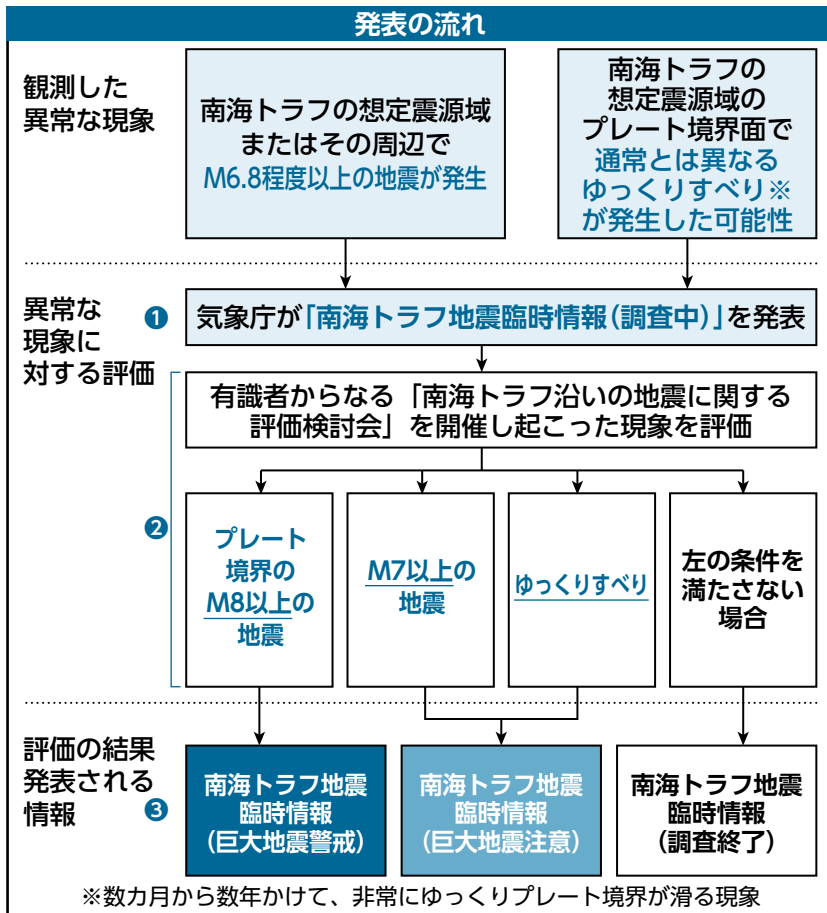 発表の流れ
観測した
異常な現象
南海トラフの想定震源域
またはその周辺で
M6.8程度以上の地震が発生
南海トラフの
想定震源域の
プレート境界面で
通常とは異なる
ゆっくりすべり※
が発生した可能性
異常な
現象に
対する評価
❶
気象庁が「南海トラフ地震臨時情報(調査中)」を発表
❷
有識者からなる「南海トラフ沿いの地震に関する
評価検討会」を開催し起こった現象を評価
プレート
境界の
M8以上の
地震
M7以上の
地震
ゆっくりすべり
左の条件を
満たさない
場合
評価の結果
発表される
情報
❸
南海トラフ地震
臨時情報
(巨大地震警戒)
南海トラフ地震
臨時情報
(巨大地震注意)
南海トラフ地震
臨時情報
(調査終了)
※数カ月から数年かけて、非常にゆっくりプレート境界が滑る現象